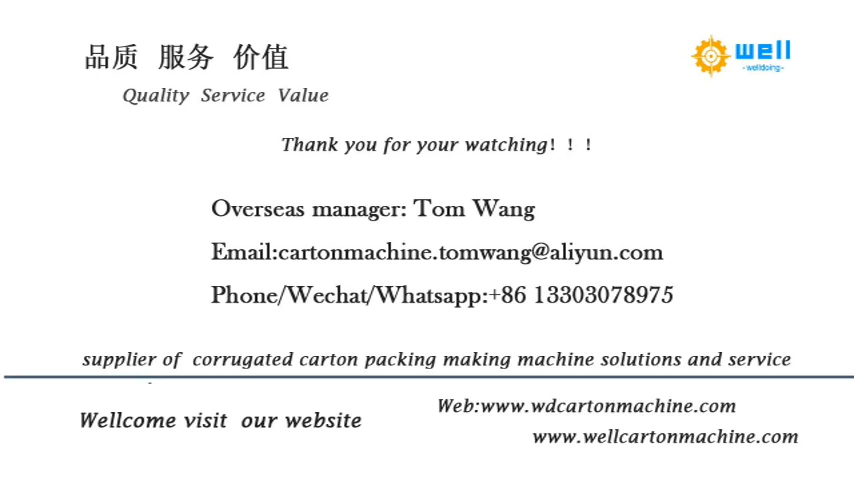 品质 服务 价值
well
-welldoing-
Quality Service Value
Thank you for your watching! ! !
Overseas manager: Tom Wang
Email:cartonmachine.tomwang@aliyun.com
Phone/Wechat/Whatsapp:+86 13303078975
supplier of corrugated carton packing making machine solutions and service
Wellcome visit our website
Web:www.wdcartonmachine.com
www.wellcartonmachine.com